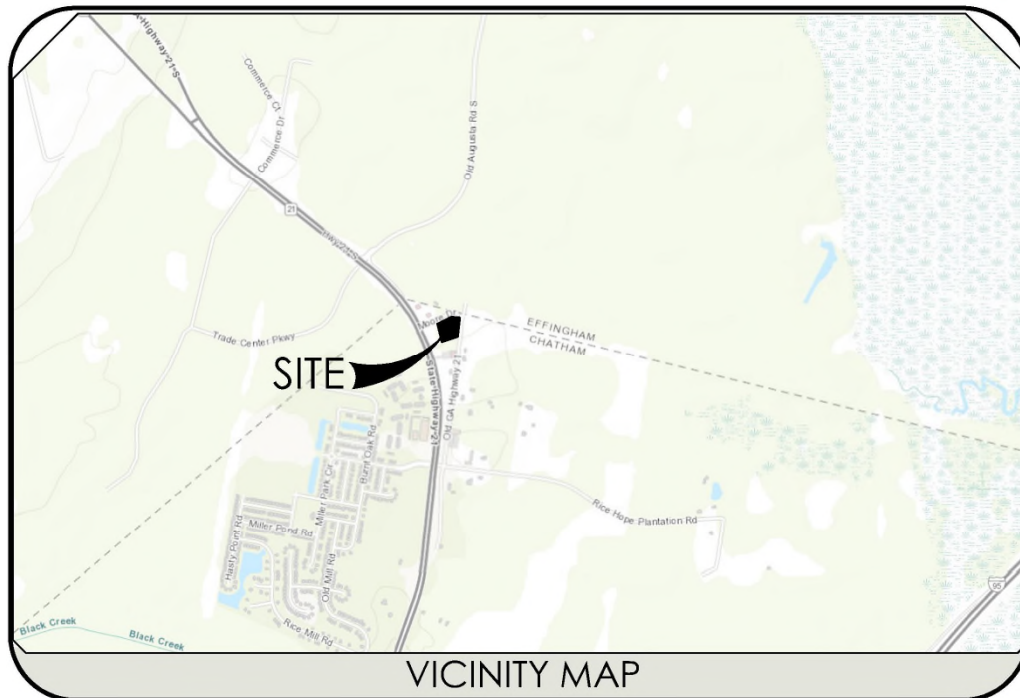 Highway 21 S
Commerce Ct
Commerce Dr
Old Augusta Rd S
21
Hwy 21 S
Moore Dr
EFFINGHAM
CHATHAM
Trade Center Pkwy
SITE
State Highway 21
Old GA Highway 21
Burnt Oak Rd
Miller Park Cir
Rice Hope Plantation Rd
Miller Pond Rd
Hasty Point Rd
Old Mill Rd
95
Rice Mill Rd
Black Creek
Black Creek
VICINITY MAP